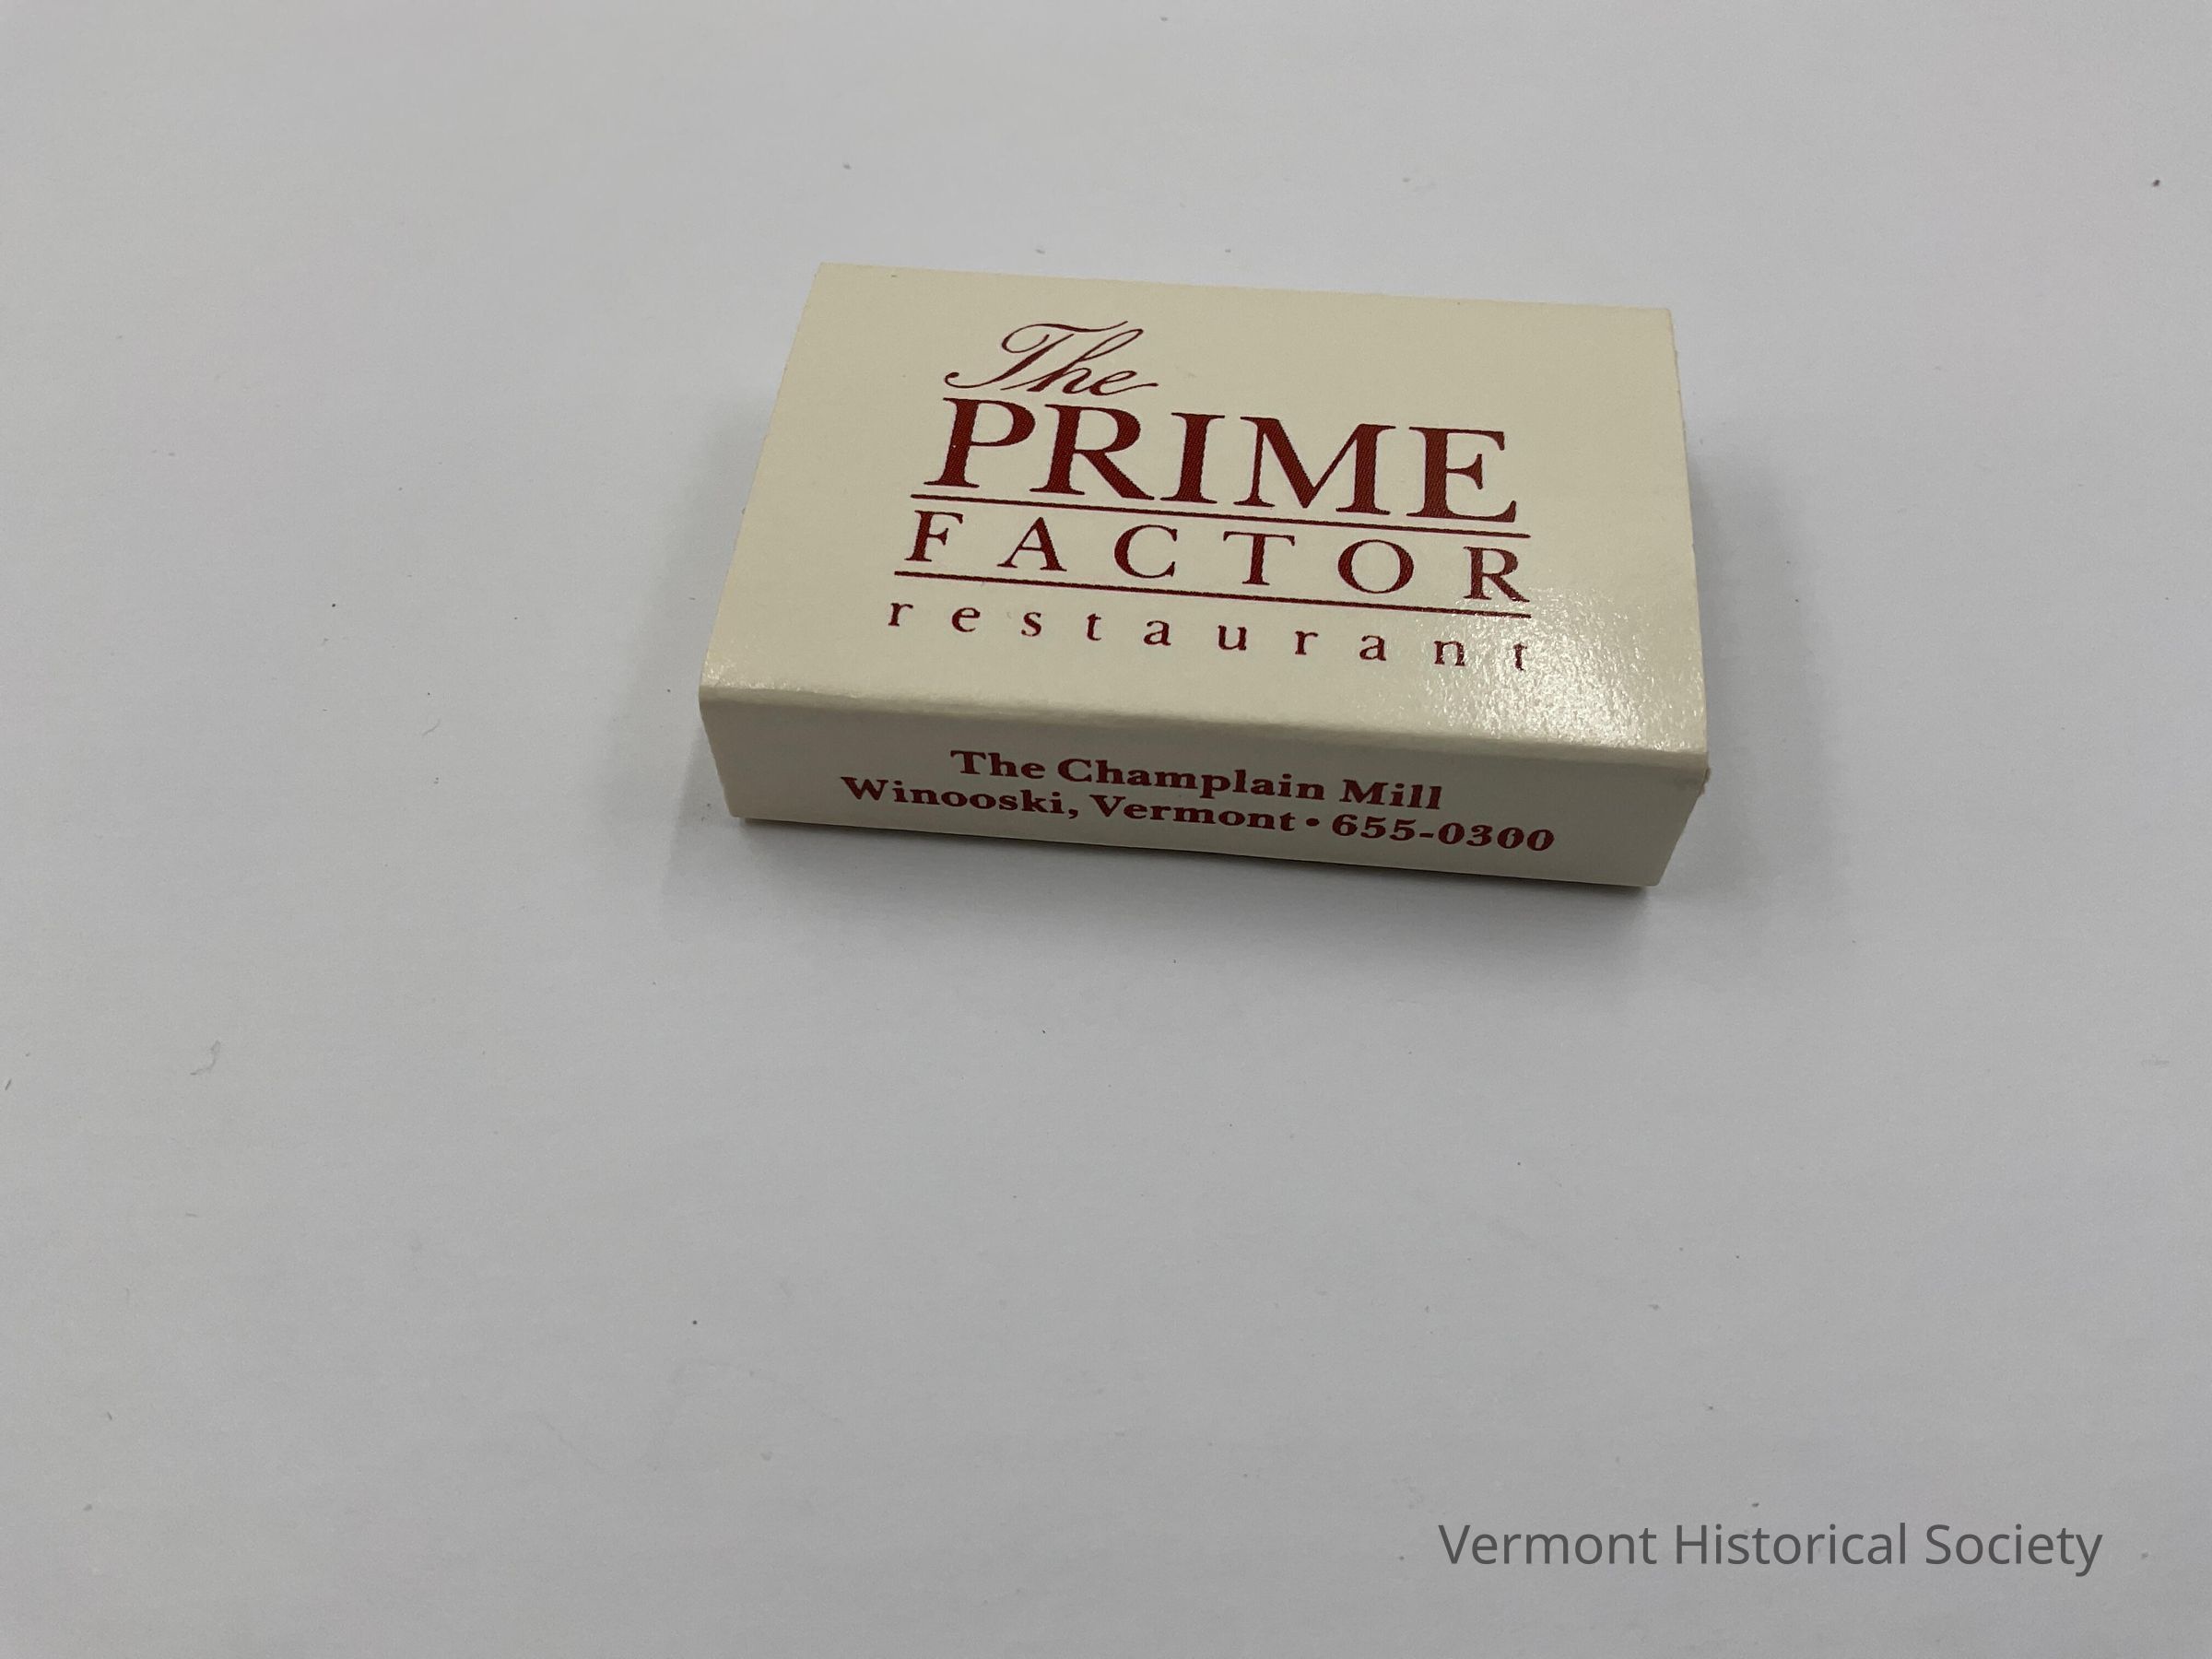 The
PRIME
FACTOR
restaurant
The Champlain Mill
Winooski, Vermont • 655-0300
Vermont Historical Society